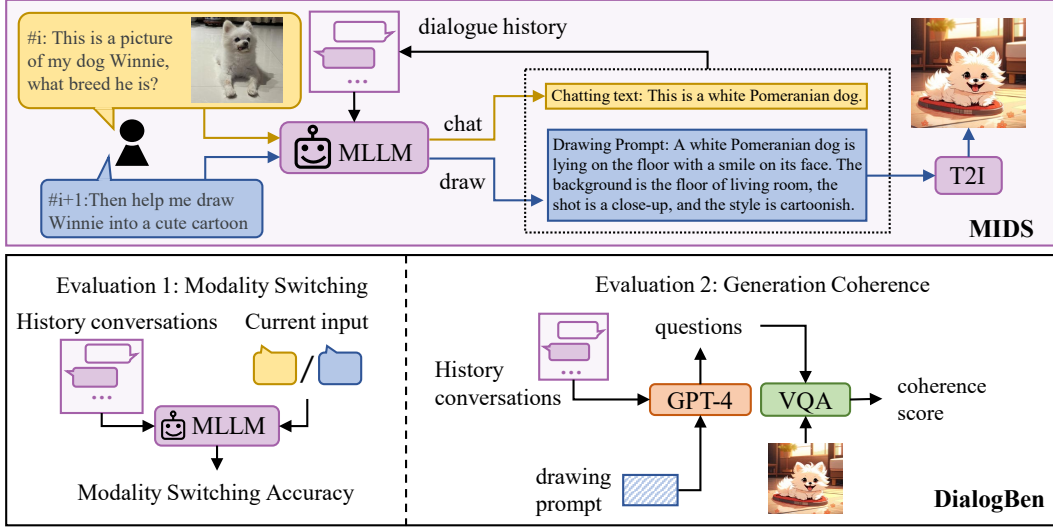 #i: This is a picture
of my dog Winnie,
what breed he is?
dialogue history
...
MLLM
chat
draw
Chatting text: This is a white Pomeranian dog.
Drawing Prompt: A white Pomeranian dog is
lying on the floor with a smile on its face. The
background is the floor of living room, the
shot is a close-up, and the style is cartoonish.
T2I
#i+1:Then help me draw
Winnie into a cute cartoon
MIDS
Evaluation 1: Modality Switching
History conversations
Current input
...
/
MLLM
Modality Switching Accuracy
Evaluation 2: Generation Coherence
History
conversations
...
questions
GPT-4
VQA
coherence
score
drawing
prompt
DialogBen